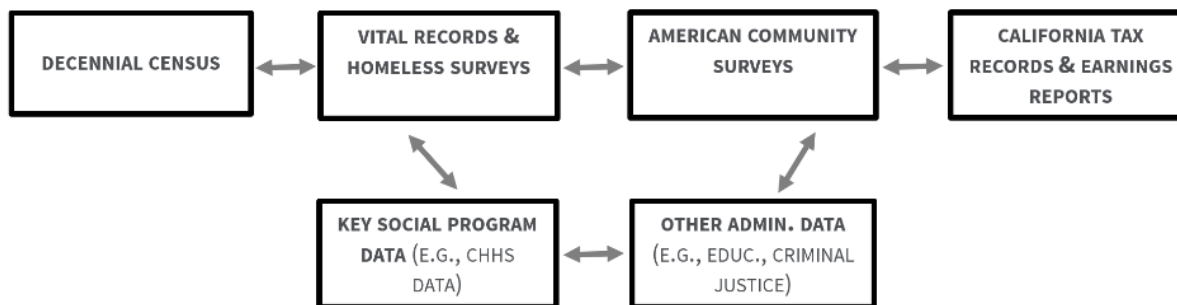 DECENNIAL CENSUS
VITAL RECORDS &
HOMELESS SURVEYS
AMERICAN COMMUNITY
SURVEYS
CALIFORNIA TAX
RECORDS & EARNINGS
REPORTS
KEY SOCIAL PROGRAM
DATA (E.G., CHHS
DATA)
OTHER ADMIN. DATA
(E.G., EDUC., CRIMINAL
JUSTICE)